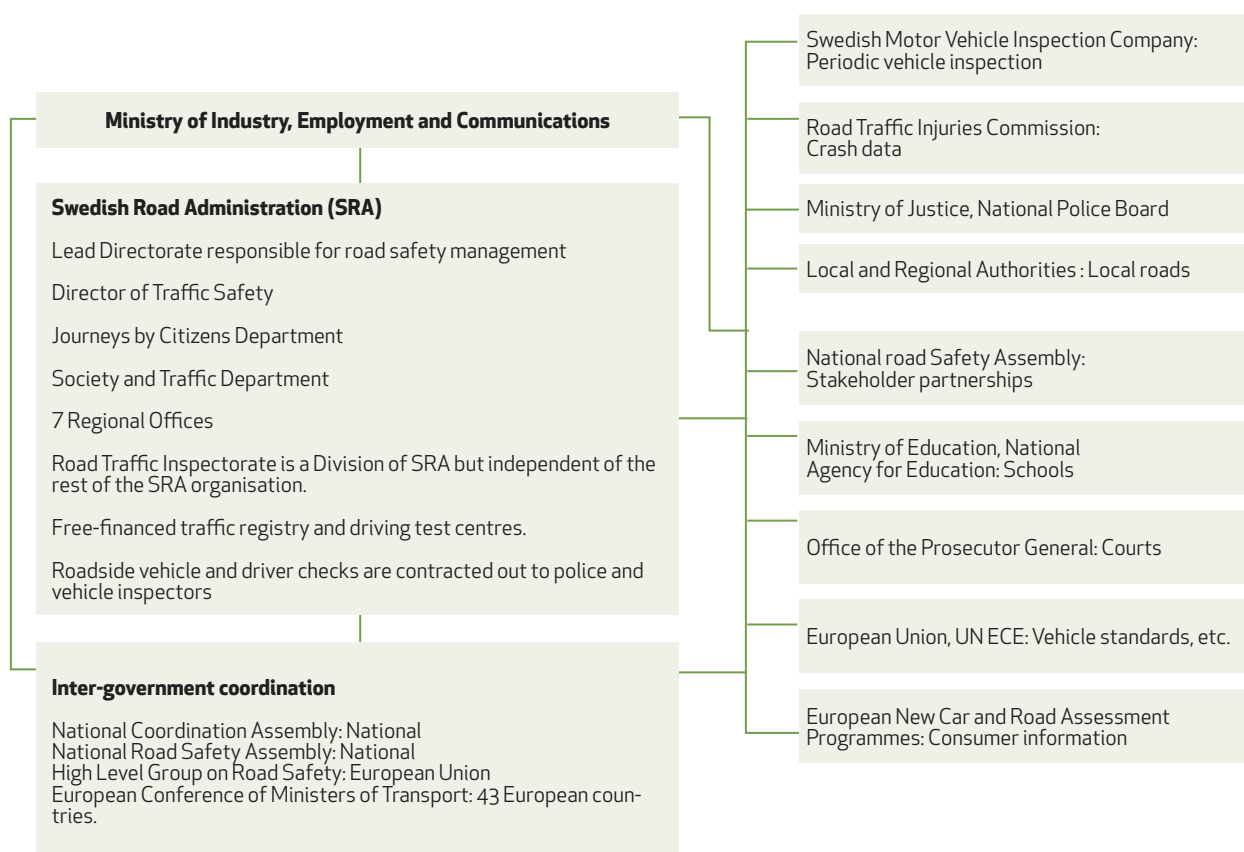 Ministry of Industry, Employment and Communications
Swedish Road Administration (SRA)
Lead Directorate responsible for road safety management
Director of Traffic Safety
Journeys by Citizens Department
Society and Traffic Department
7 Regional Offices
Road Traffic Inspectorate is a Division of SRA but independent of the
rest of the SRA organisation.
Free-financed traffic registry and driving test centres.
Roadside vehicle and driver checks are contracted out to police and
vehicle inspectors
Inter-government coordination
National Coordination Assembly: National
National Road Safety Assembly: National
High Level Group on Road Safety: European Union
European Conference of Ministers of Transport: 43 European coun-
tries.
Swedish Motor Vehicle Inspection Company:
Periodic vehicle inspection
Road Traffic Injuries Commission:
Crash data
Ministry of Justice, National Police Board
Local and Regional Authorities : Local roads
National road Safety Assembly:
Stakeholder partnerships
Ministry of Education, National
Agency for Education: Schools
Office of the Prosecutor General: Courts
European Union, UN ECE: Vehicle standards, etc.
European New Car and Road Assessment
Programmes: Consumer information